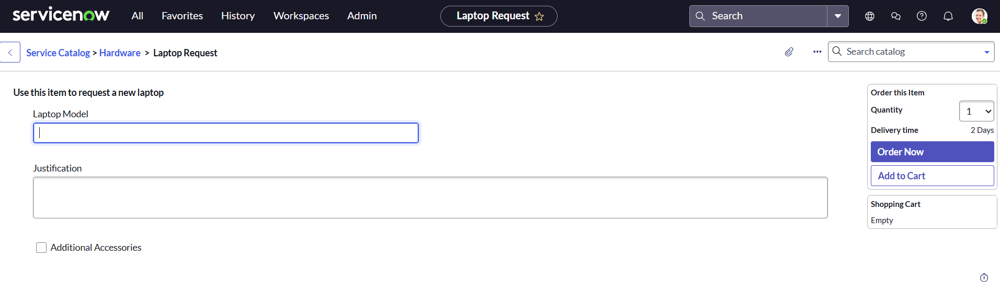 servicenow All Favorites History Workspaces Admin Laptop Request Search
Service Catalog > Hardware > Laptop Request Search catalog
Use this item to request a new laptop
Laptop Model
Justification
Additional Accessories
Order this Item
Quantity 1
Delivery time 2 Days
Order Now
Add to Cart
Shopping Cart
Empty